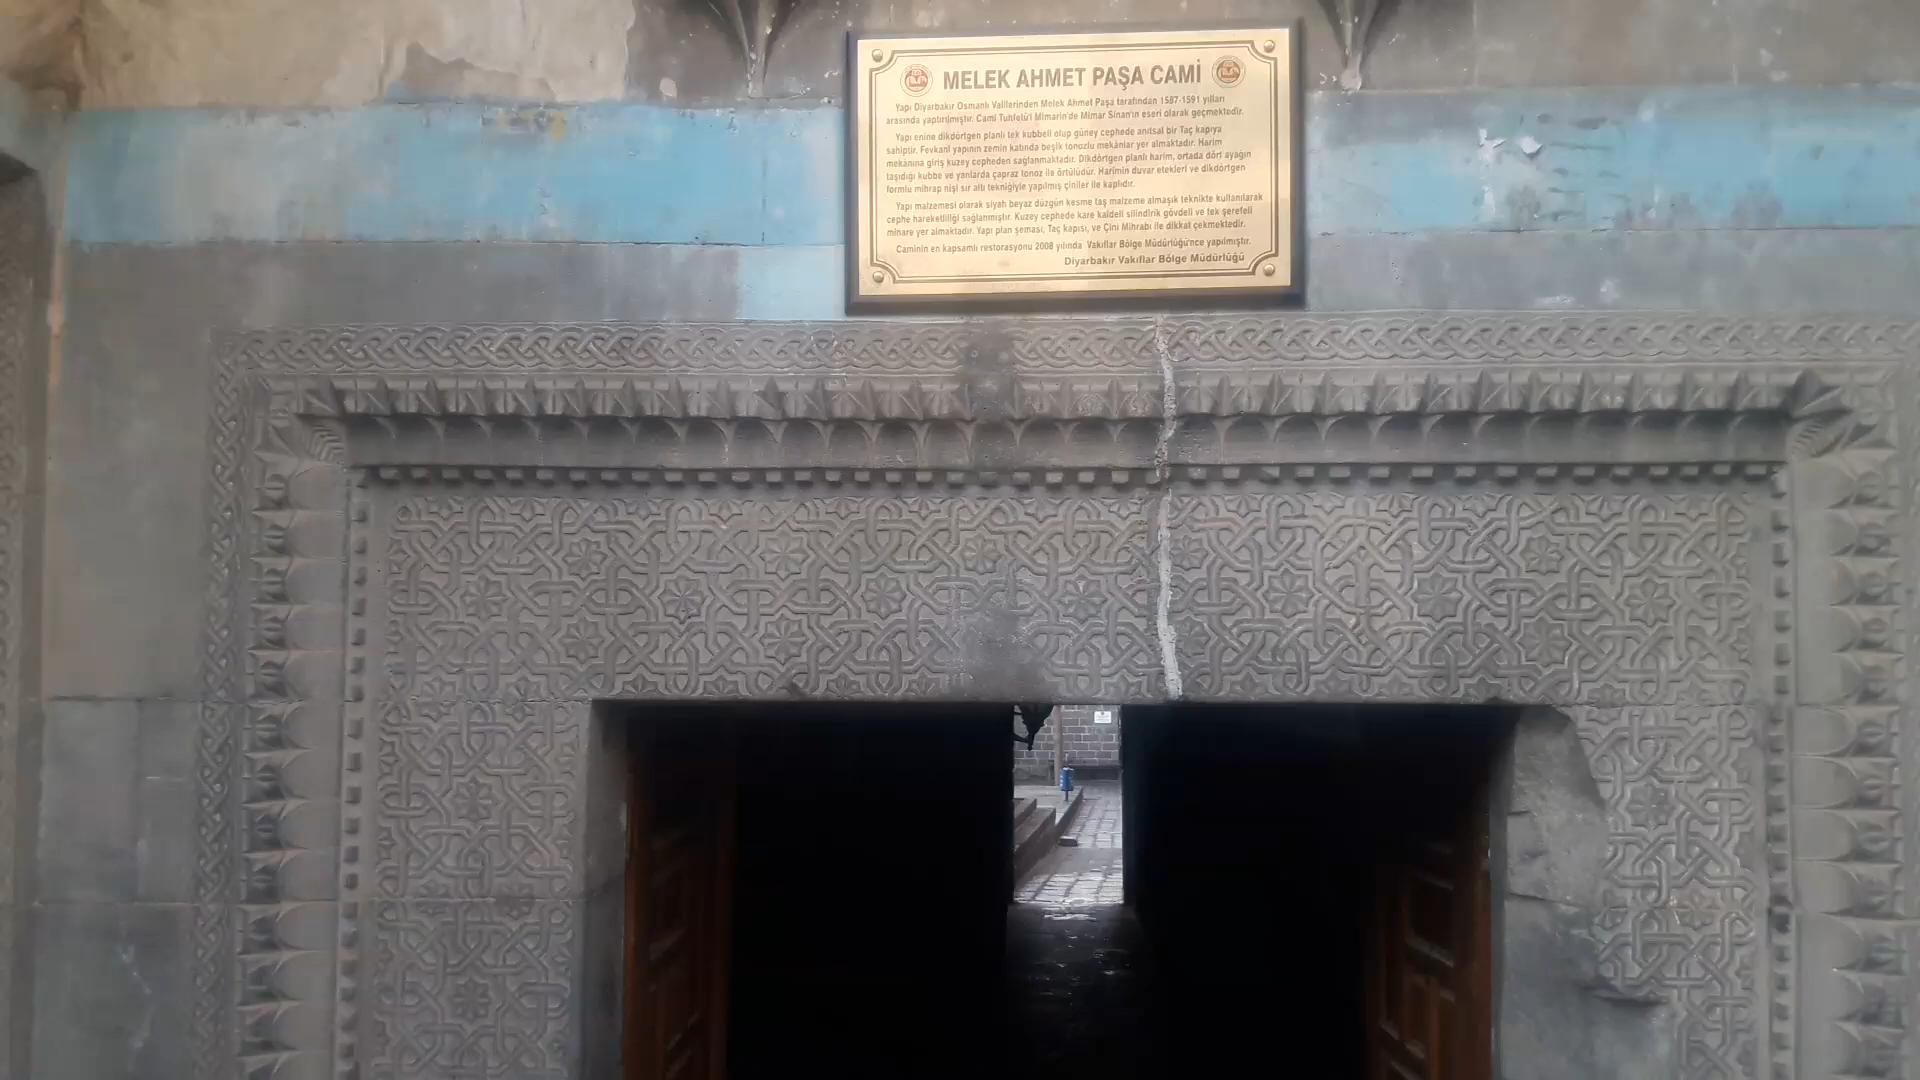 MELEK AHMET PAŞA CAMİ
Yapı Diyarbakır Osmanlı Valilerinden Melek Ahmet Paşa tarafından 1587-1591 yılları
arasında yaptırılmıştır. Cami Tuhfetü'l Mimarin'de Mimar Sinan'ın eseri olarak geçmektedir.
Yapı enine dikdörtgen planlı tek kubbeli olup güney cephede anıtsal bir Taç kapıya
sahiptir. Fevkani yapının zemin katında beşik tonozlu mekânlar yer almaktadır. Harim
mekânına giriş kuzey cepheden sağlanmaktadır. Dikdörtgen planlı harim, ortada dört ayağın
taşıdığı kubbe ve yanlarda çapraz tonoz ile örtülüdür. Harimin duvar etekleri ve dikdörtgen
formlu mihrap nişi sır altı tekniğiyle yapılmış çiniler ile kaplıdır.
Yapı malzemesi olarak siyah beyaz düzgün kesme taş malzeme almaşık teknikte kullanılarak
cephe hareketliliği sağlanmıştır. Kuzey cephede kare kaideli silindirik gövdeli ve tek şerefeli
minare yer almaktadır. Yapı plan şeması, Taç kapısı, ve Çini Mihrabı ile dikkat çekmektedir.
Caminin en kapsamlı restorasyonu 2008 yılında Vakıflar Bölge Müdürlüğü'nce yapılmıştır.
Diyarbakır Vakıflar Bölge Müdürlüğü